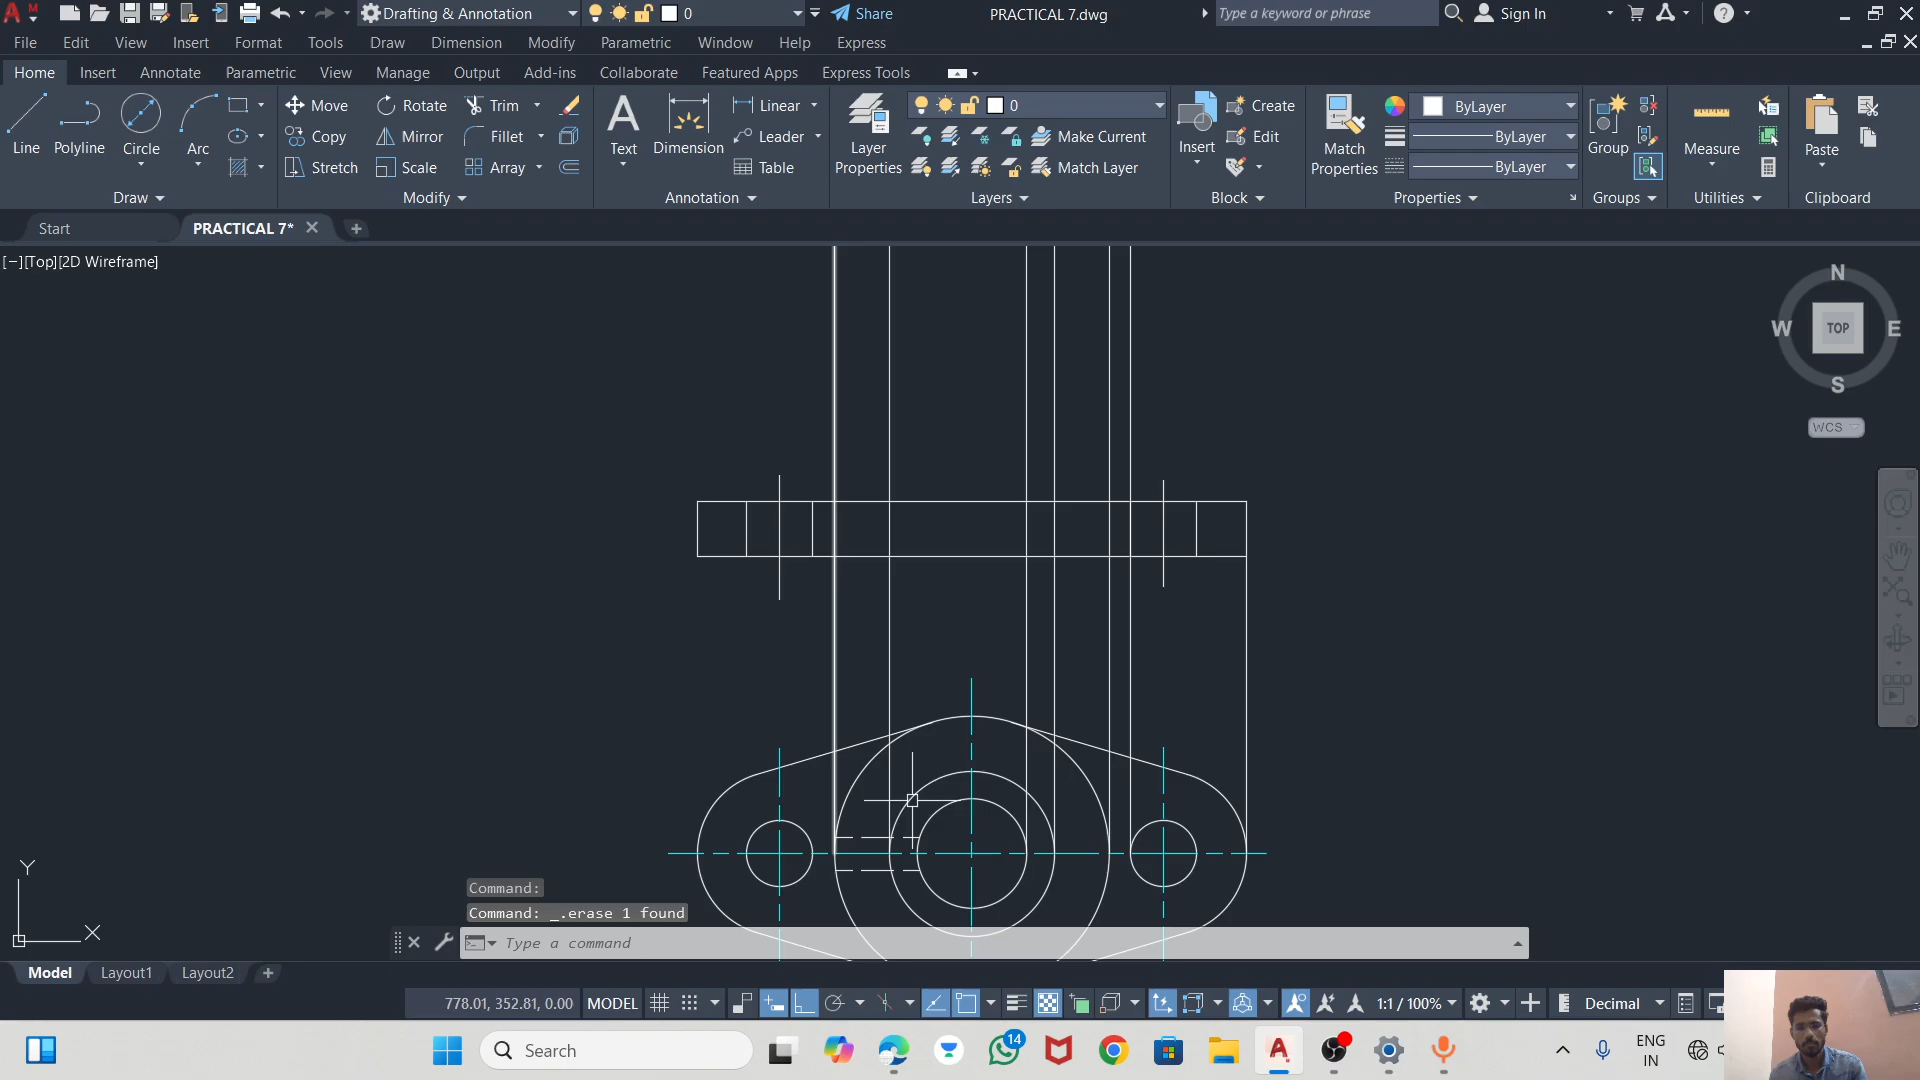 A M
Drafting & Annotation
0
Share
PRACTICAL 7.dwg
Type a keyword or phrase
Sign In
?
File Edit View Insert Format Tools Draw Dimension Modify Parametric Window Help Express
Home Insert Annotate Parametric View Manage Output Add-ins Collaborate Featured Apps Express Tools
Line Polyline Circle Arc
Move Rotate Trim
Copy Mirror Fillet
Stretch Scale Array
A Text Dimension
Linear
Leader
Table
Layer Properties
0
Make Current
Match Layer
Insert
Create
Edit
Match Properties
ByLayer
ByLayer
ByLayer
Group
Measure
Paste
Draw Modify Annotation Layers Block Properties Groups Utilities Clipboard
Start PRACTICAL 7*
[−][Top][2D Wireframe]
N
W TOP E
S
WCS
Y
X
Command:
Command: _.erase 1 found
Type a command
Model Layout1 Layout2
778.01, 352.81, 0.00 MODEL 1:1 / 100% Decimal
Search
14
A
ENG
IN